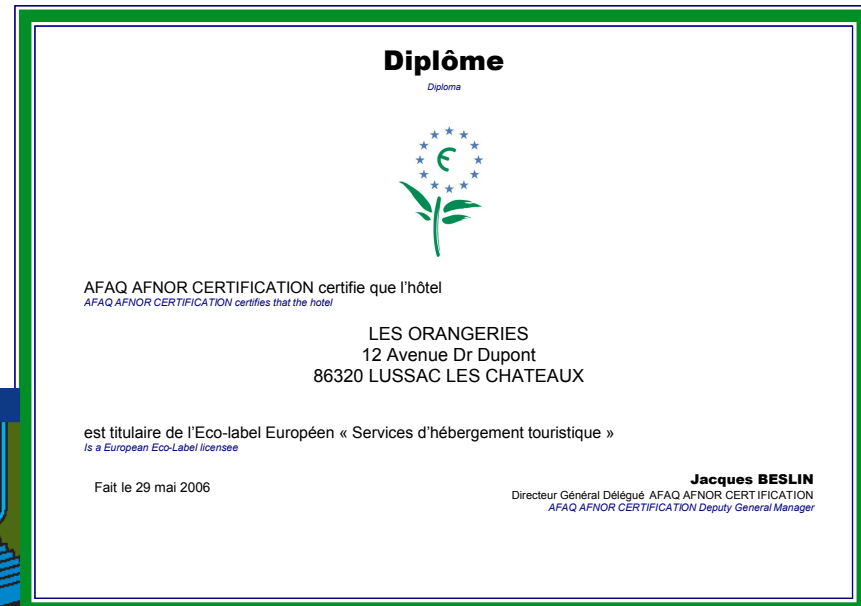 Diplôme
Diploma
AFAQ AFNOR CERTIFICATION certifie que l’hôtel
AFAQ AFNOR CERTIFICATION certifies that the hotel
LES ORANGERIES
12 Avenue Dr Dupont
86320 LUSSAC LES CHATEAUX
est titulaire de l’Eco-label Européen « Services d’hébergement touristique »
Is a European Eco-Label licensee
Fait le 29 mai 2006
Jacques BESLIN
Directeur Général Délégué AFAQ AFNOR CERTIFICATION
AFAQ AFNOR CERTIFICATION Deputy General Manager